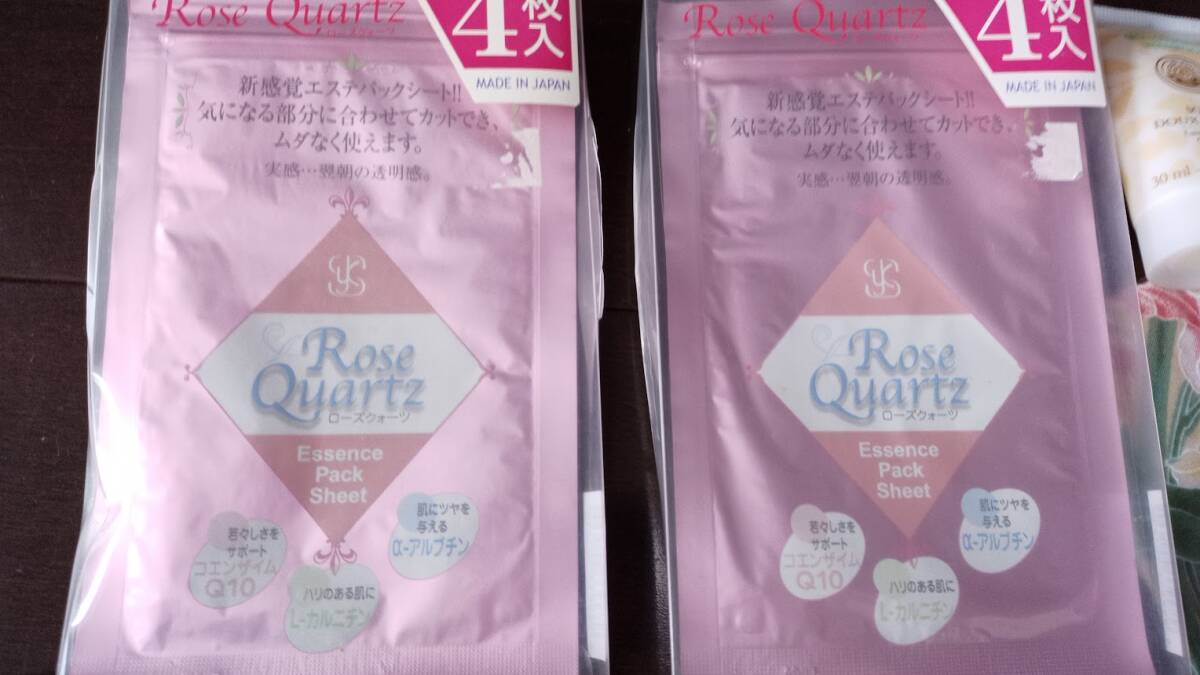 Rose Quartz
ローズクォーツ
4枚入
MADE IN JAPAN
新感覚エステパックシート!!
気になる部分に合わせてカットでき、
ムダなく使えます。
実感…翌朝の透明感。
YSS
Rose
Quartz
ローズクォーツ
Essence
Pack
Sheet
若々しさを
サポート
コエンザイム
Q10
ハリのある肌に
L-カルニチン
肌にツヤを
与える
α-アルブチン
Rose Quartz
4枚入
MADE IN JAPAN
新感覚エステパックシート!!
気になる部分に合わせてカットでき、
ムダなく使えます。
実感…翌朝の透明感。
YSS
Rose
Quartz
ローズクォーツ
Essence
Pack
Sheet
若々しさを
サポート
コエンザイム
Q10
ハリのある肌に
L-カルニチン
肌にツヤを
与える
α-アルブチン
30 ml